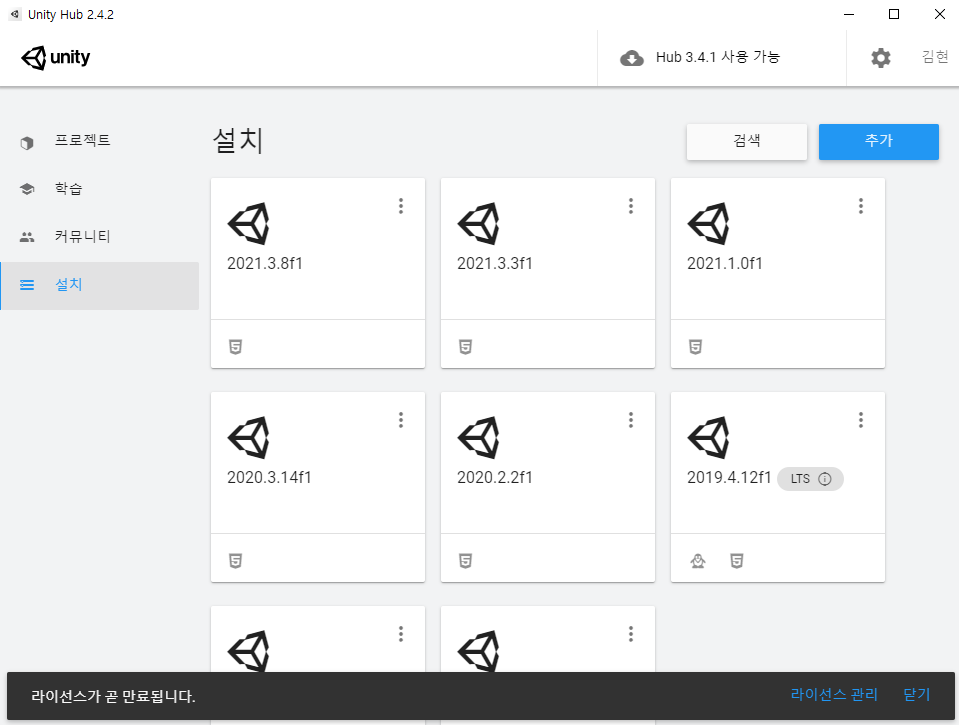 Unity Hub 2.4.2
unity
Hub 3.4.1 사용 가능
김현
프로젝트
학습
커뮤니티
설치
설치
검색
추가
2021.3.8f1
2021.3.3f1
2021.1.0f1
2020.3.14f1
2020.2.2f1
2019.4.12f1 LTS
라이선스가 곧 만료됩니다.
라이선스 관리
닫기